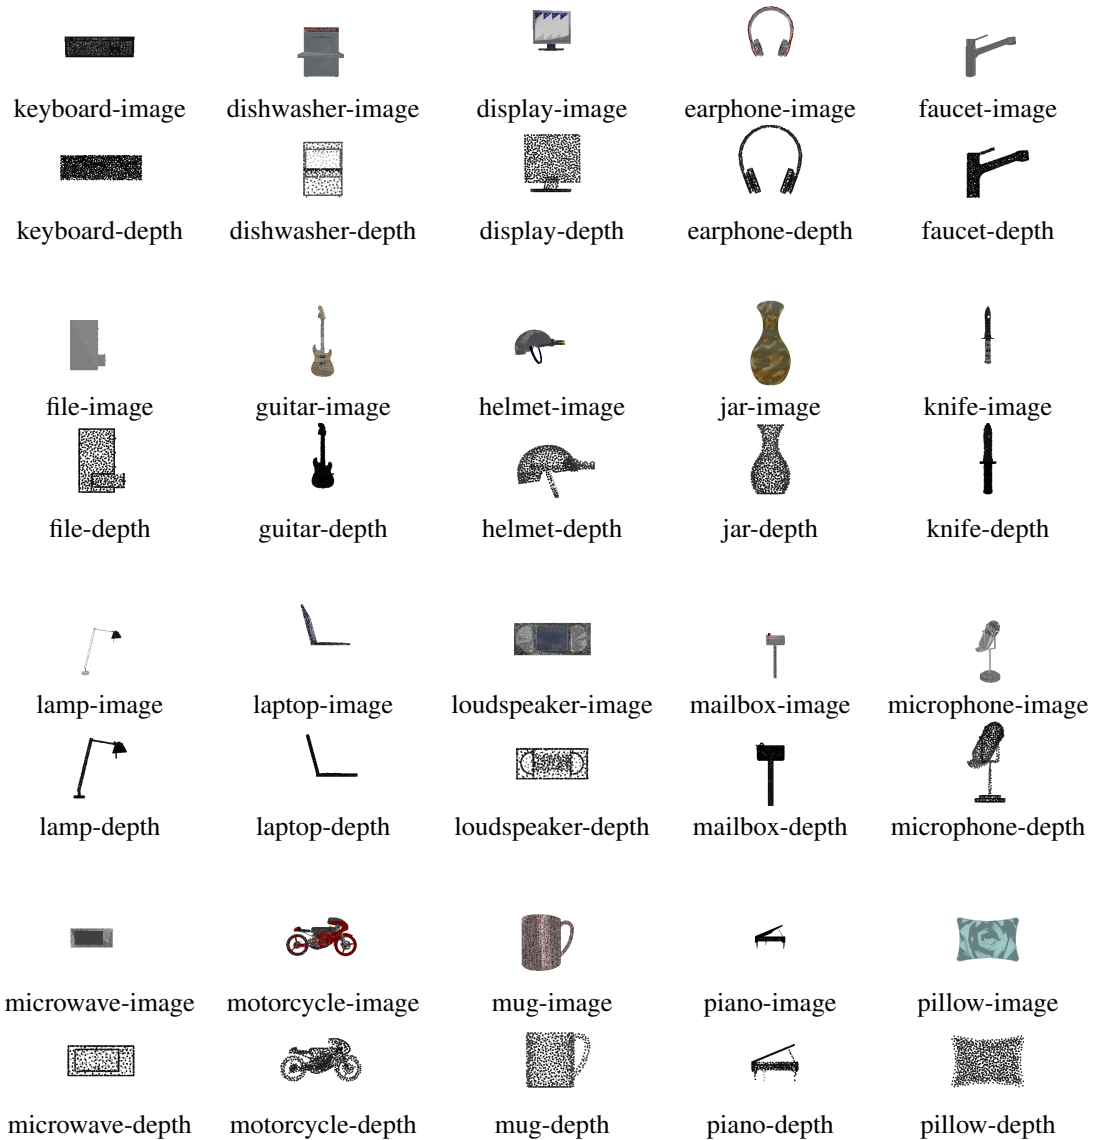 keyboard-image dishwasher-image display-image earphone-image faucet-image
keyboard-depth dishwasher-depth display-depth earphone-depth faucet-depth
file-image guitar-image helmet-image jar-image knife-image
file-depth guitar-depth helmet-depth jar-depth knife-depth
lamp-image laptop-image loudspeaker-image mailbox-image microphone-image
lamp-depth laptop-depth loudspeaker-depth mailbox-depth microphone-depth
microwave-image motorcycle-image mug-image piano-image pillow-image
microwave-depth motorcycle-depth mug-depth piano-depth pillow-depth